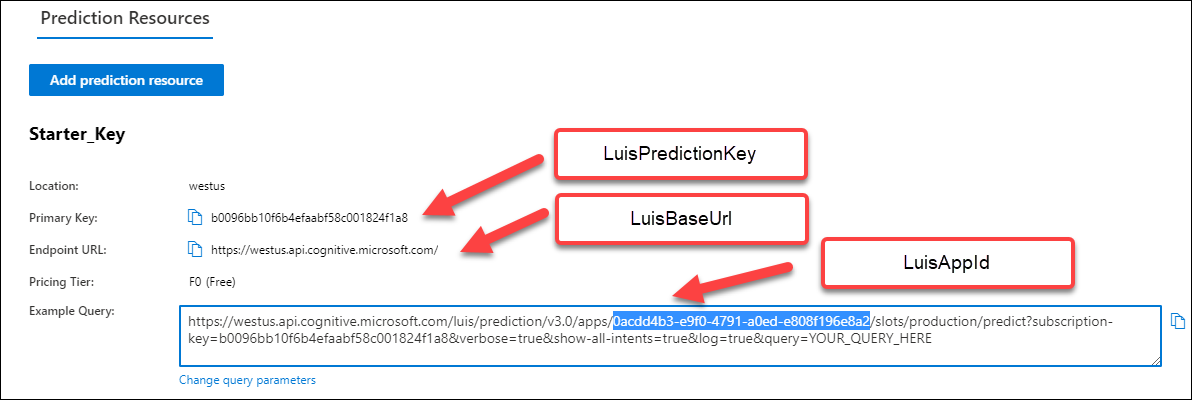 Prediction Resources
Add prediction resource
Starter_Key
LuisPredictionKey
Location: westus
Primary Key: b0096bb10f6b4efaabf58c001824f1a8
LuisBaseUrl
Endpoint URL: https://westus.api.cognitive.microsoft.com/
LuisAppId
Pricing Tier: F0 (Free)
Example Query:
https://westus.api.cognitive.microsoft.com/luis/prediction/v3.0/apps/0acdd4b3-e9f0-4791-a0ed-e808f196e8a2/slots/production/predict?subscription-
key=b0096bb10f6b4efaabf58c001824f1a8&verbose=true&show-all-intents=true&log=true&query=YOUR_QUERY_HERE
Change query parameters